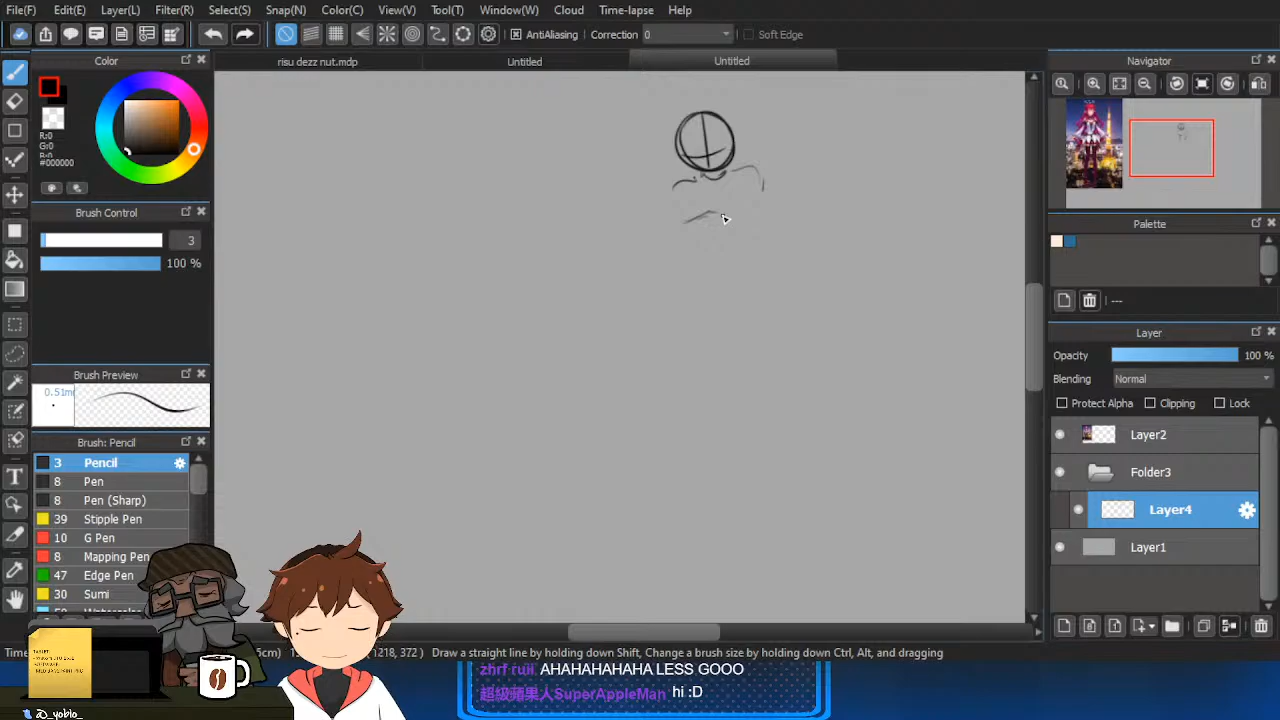 File(F) Edit(E) Layer(L) Filter(R) Select(S) Snap(N) Color(C) View(V) Tool(T) Window(W) Cloud Time-lapse Help
AntiAliasing Correction 0 Soft Edge
Color
risu dezz nut.mdp Untitled Untitled
Navigator
R:0
G:0
B:0
#000000
Brush Control
3
100 %
Palette
---
Layer
Opacity 100 %
Blending Normal
Protect Alpha Clipping Lock
Brush Preview
Layer2
Folder3
Layer4
Layer1
Brush: Pencil
3 Pencil
8 Pen
8 Pen (Sharp)
39 Stipple Pen
10 G Pen
8 Mapping Pen
47 Edge Pen
30 Sumi
(1218, 372 ) Draw a straight line by holding down Shift, Change a brush size by holding down Ctrl, Alt, and dragging
zhrf ruii AHAHAHAHA LESS GOOO
超級蘋果人SuperAppleMan hi :D